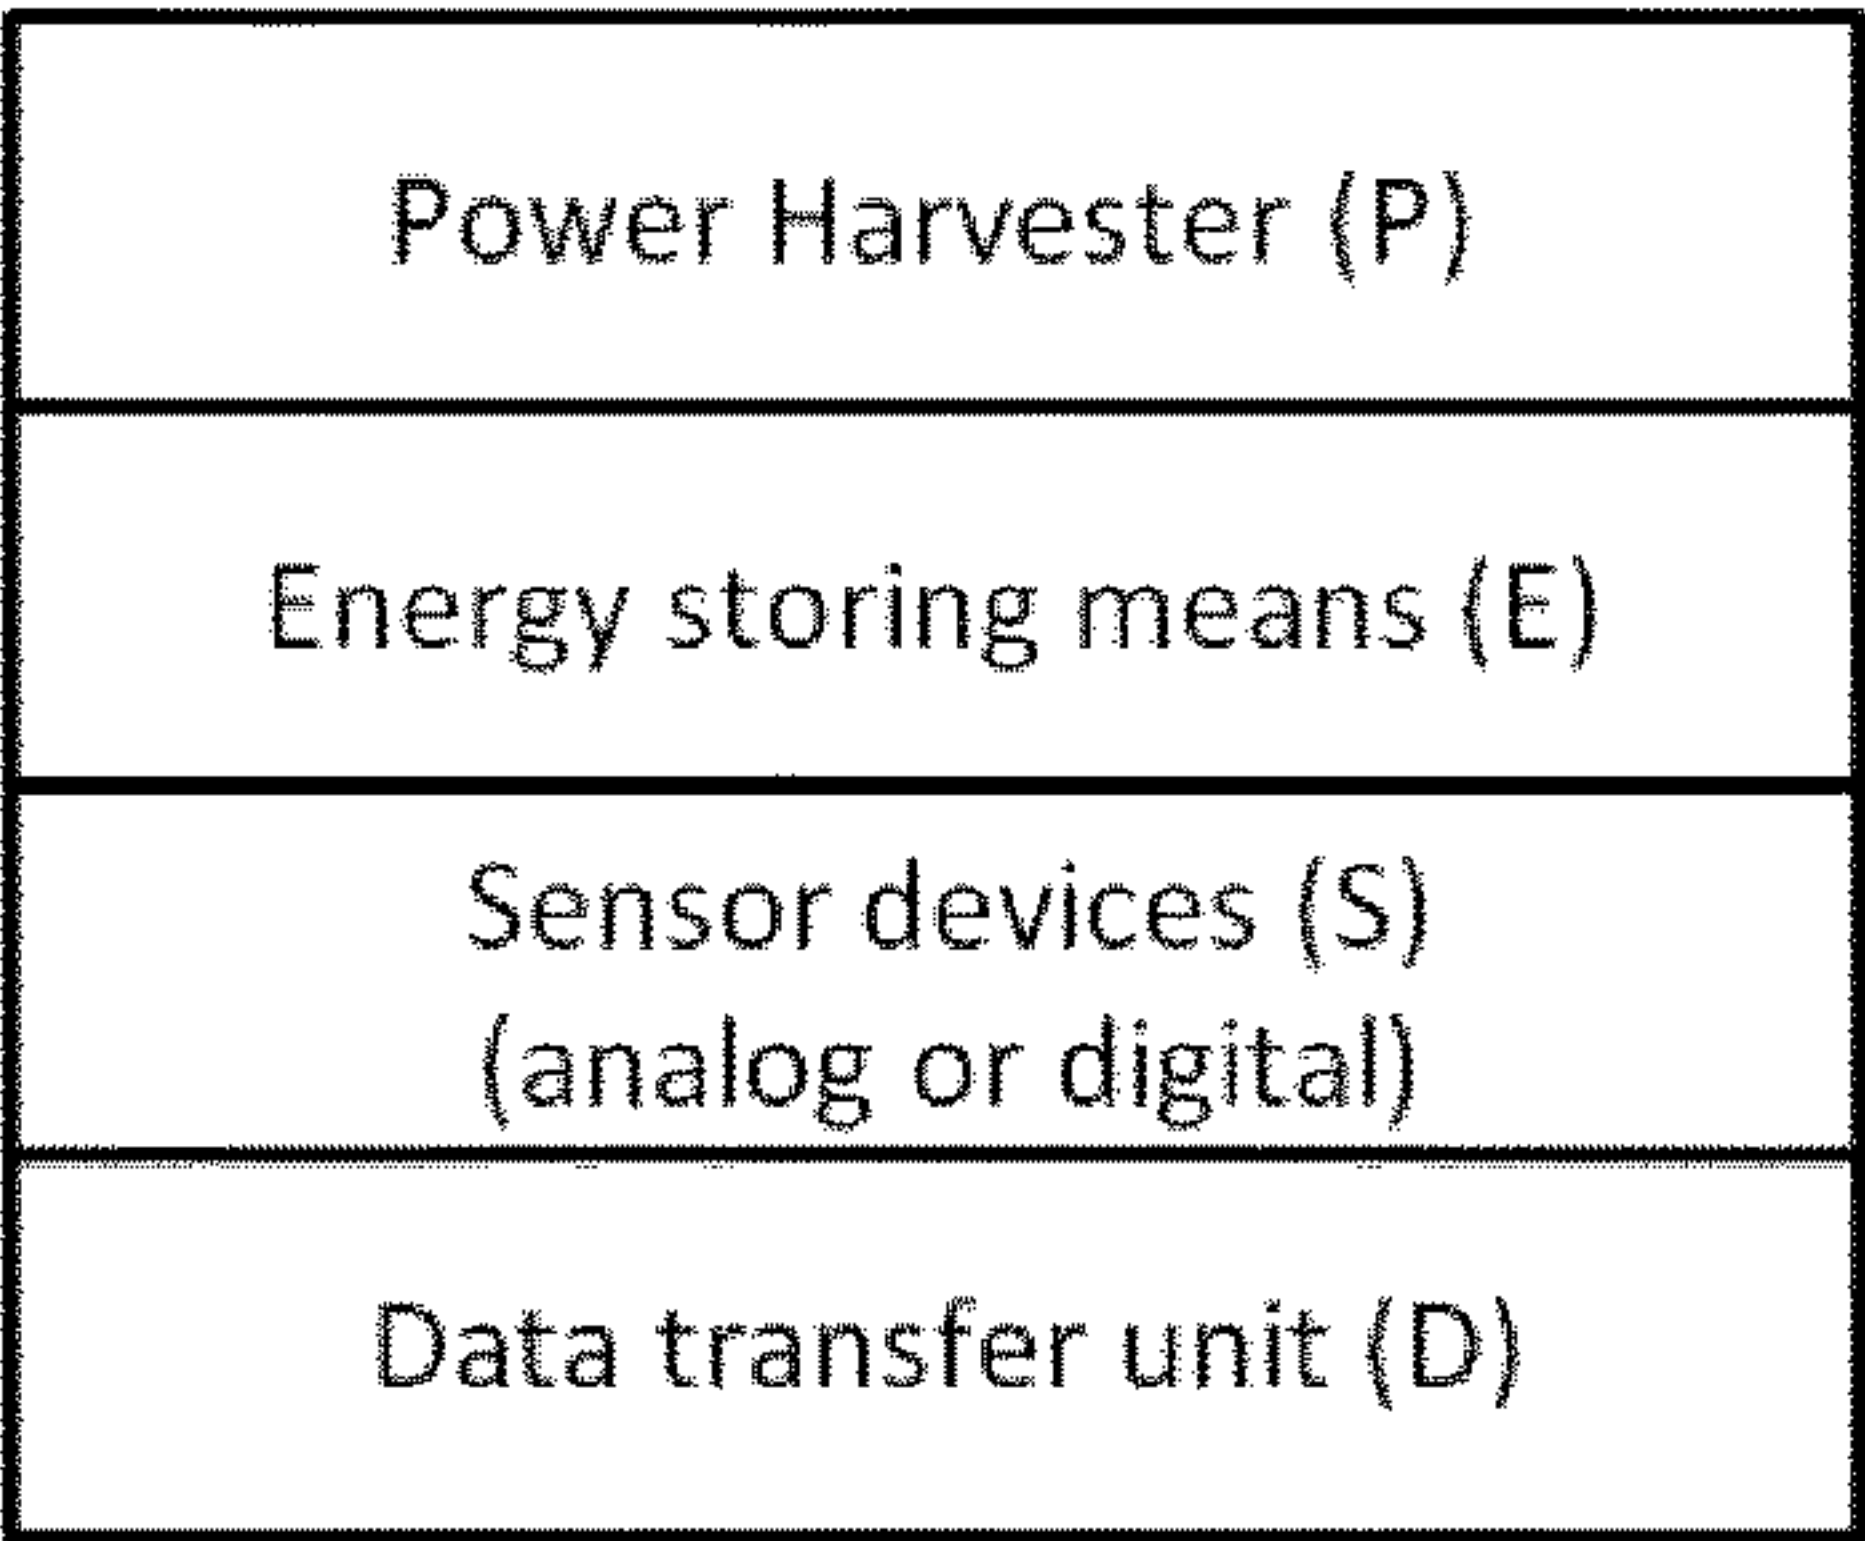 Power Harvester (P)
Energy storing means (E)
Sensor devices (S)
(analog or digital)
Data transfer unit (D)